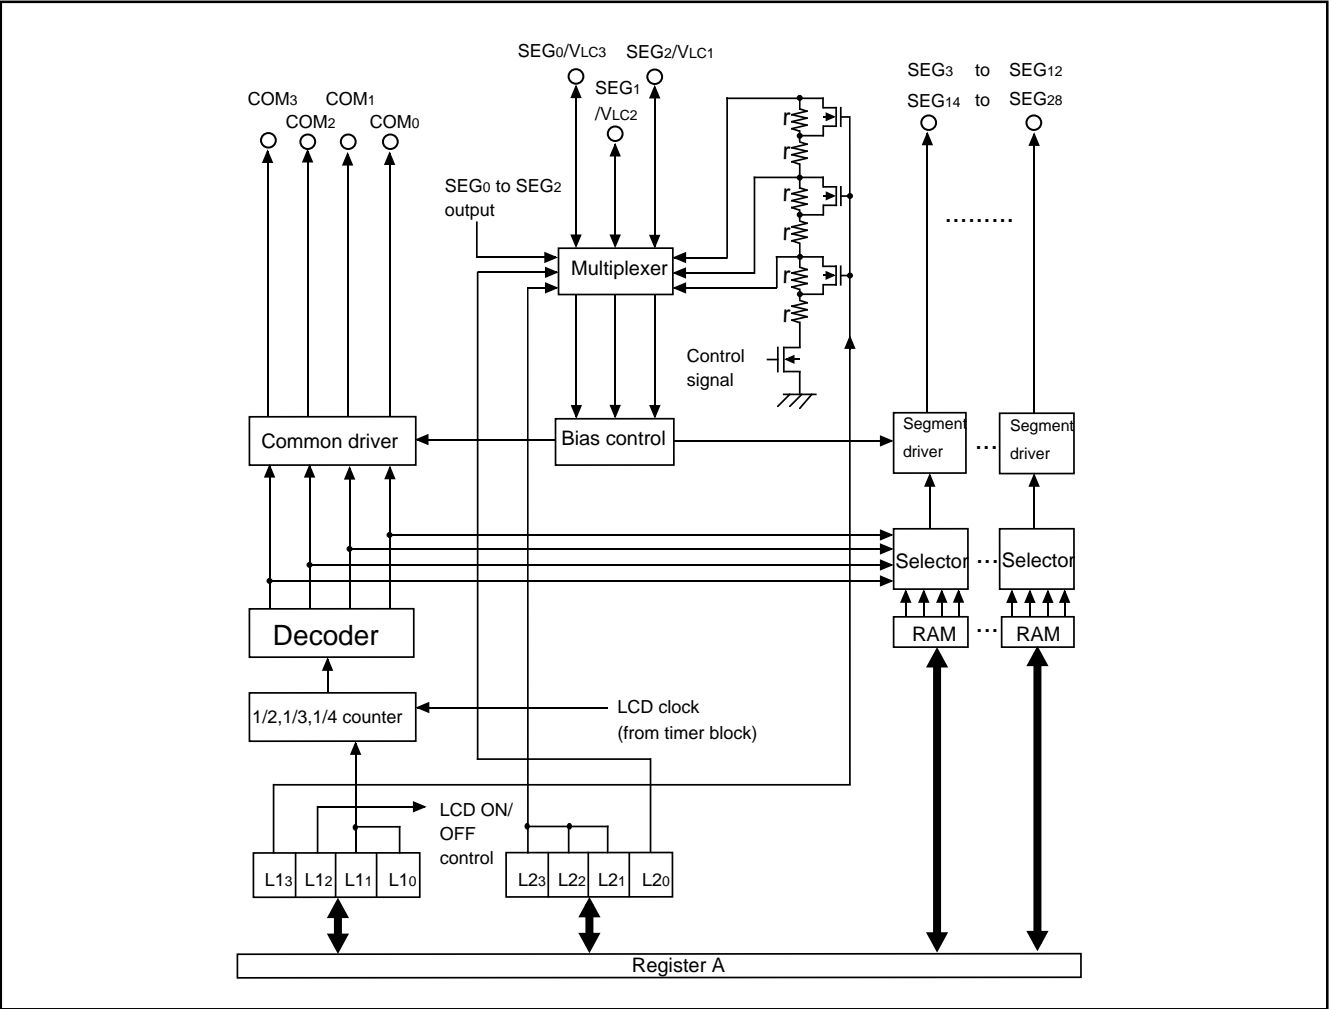 SEG0/VLC3 SEG2/VLC1
SEG1
/VLC2
SEG3 to SEG12
SEG14 to SEG28
COM3 COM1
COM2 COM0
r
r
r
r
r
r
SEG0 to SEG2
output
Multiplexer
.........
Control
signal
Common driver
Bias control
Segment
driver
...
Segment
driver
Selector
...
Selector
RAM
...
RAM
Decoder
1/2,1/3,1/4 counter
LCD clock
(from timer block)
LCD ON/
OFF
control
L13 L12 L11 L10
L23 L22 L21 L20
Register A